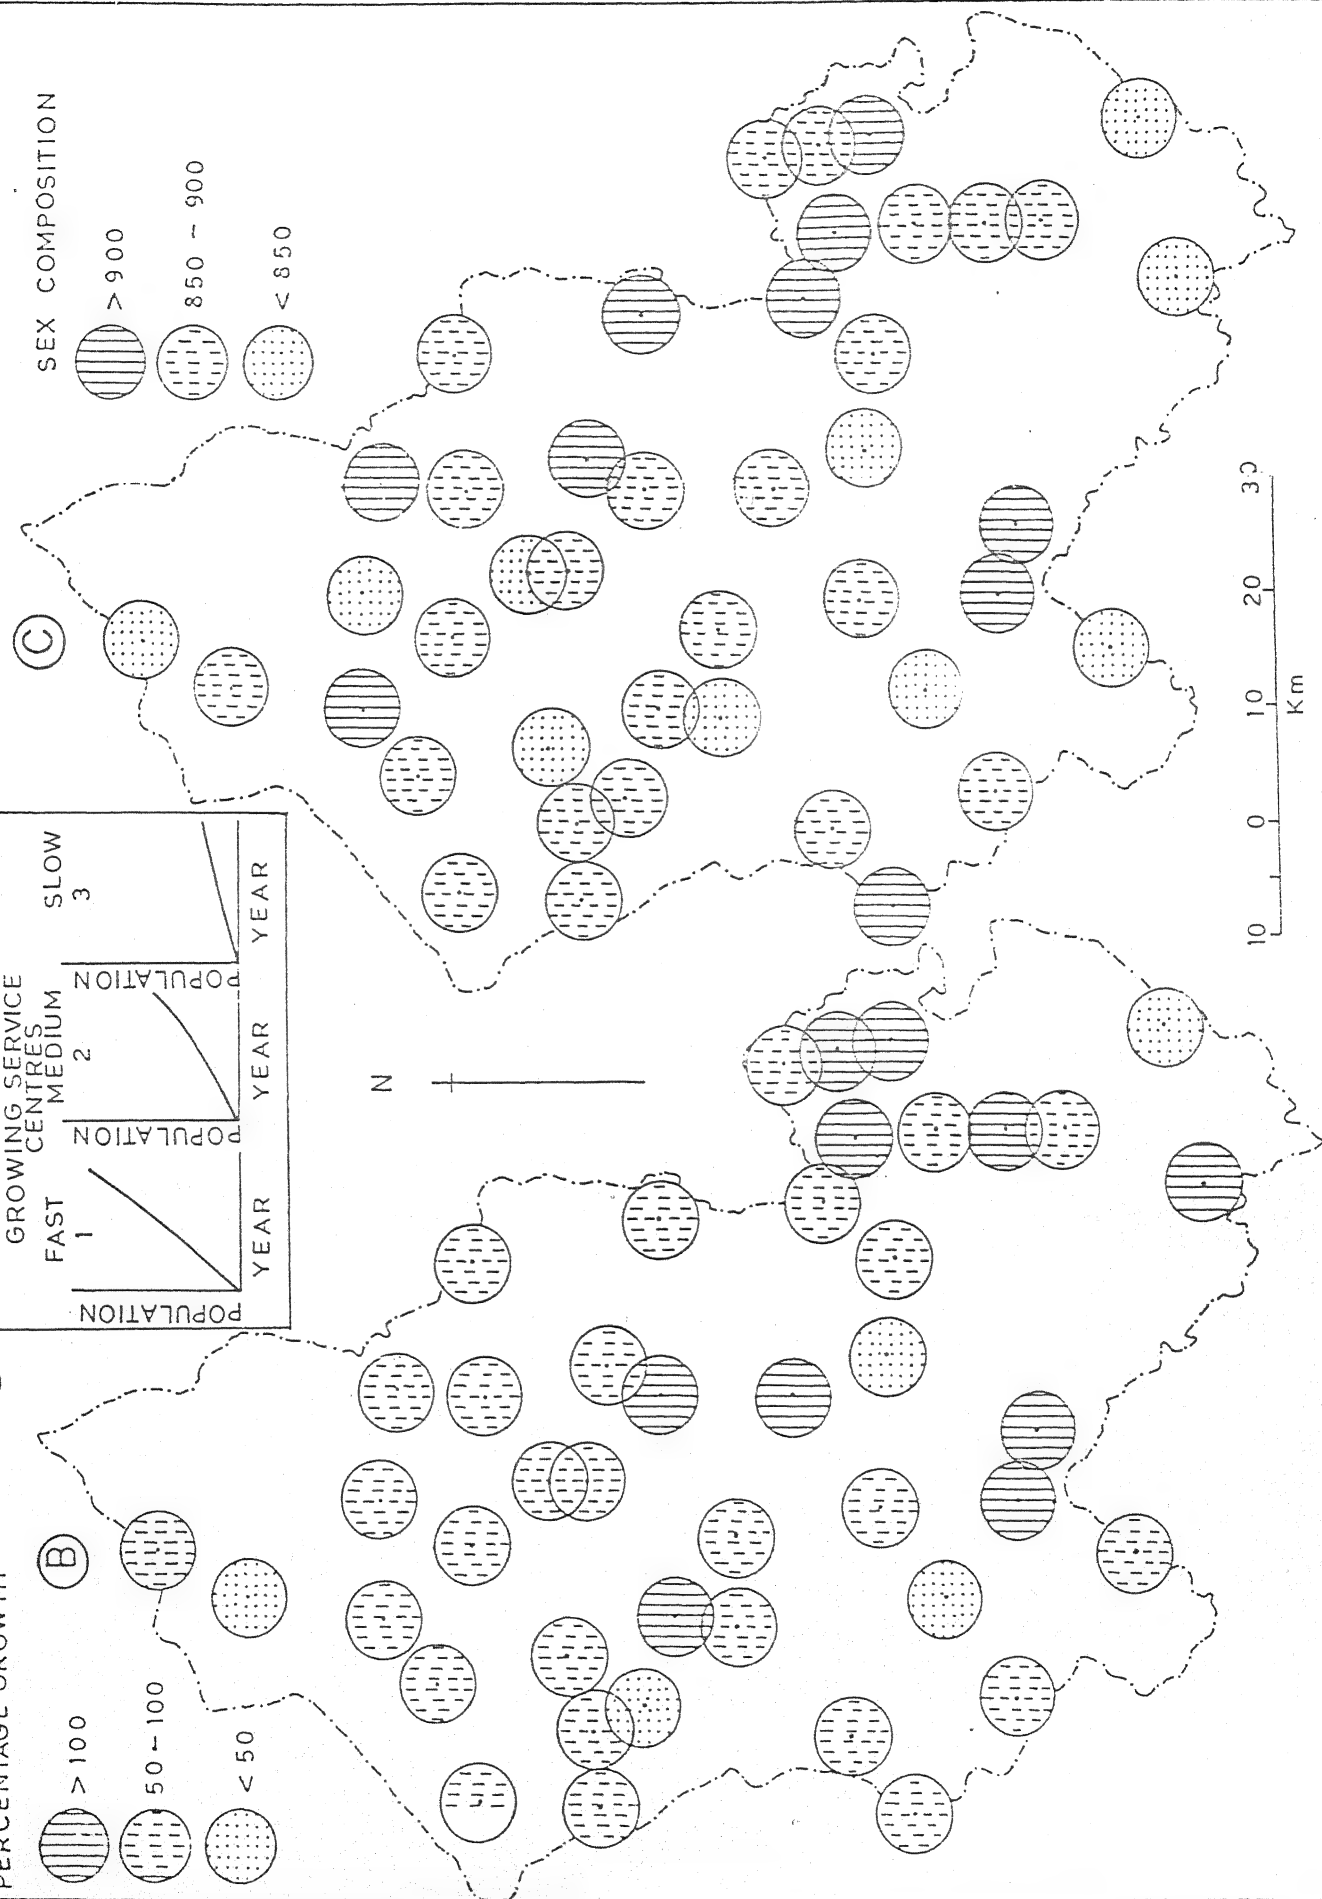 PERCENTAGE GROWTH
>100
50-100
<50
B
GROWING SERVICE
CENTRES
FAST
MEDIUM
SLOW
1
2
3
POPULATION
POPULATION
POPULATION
YEAR
YEAR
YEAR
N
C
SEX COMPOSITION
>900
850-900
<850
10 0 10 20 30
Km